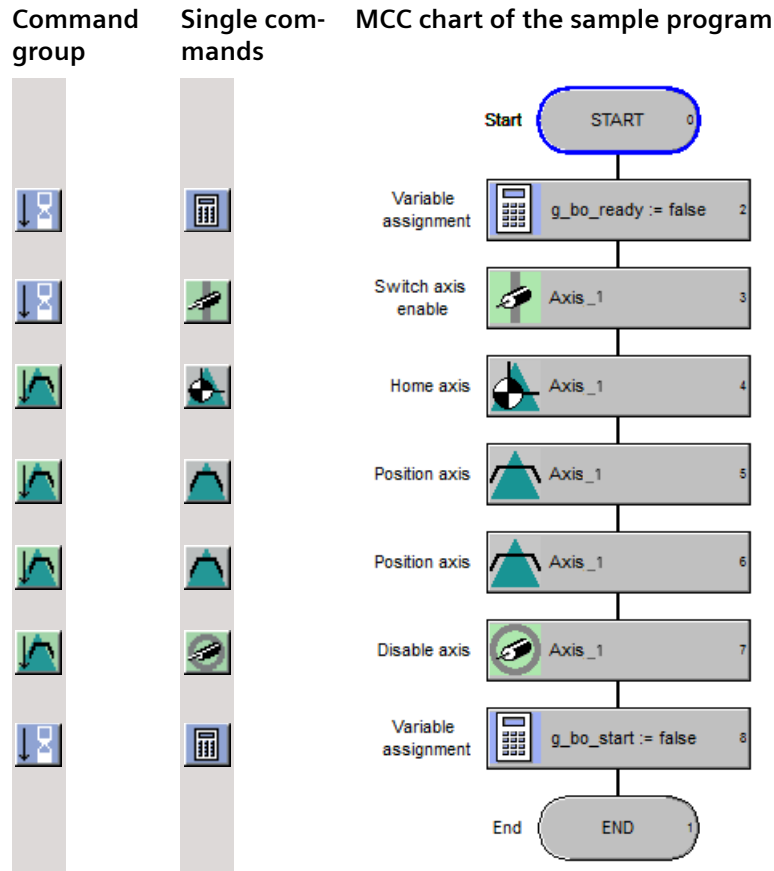 Command group
Single com-
mands
MCC chart of the sample program
Start
START
0
Variable
assignment
g_bo_ready := false
2
Switch axis
enable
Axis_1
3
Home axis
Axis_1
4
Position axis
Axis_1
5
Position axis
Axis_1
6
Disable axis
Axis_1
7
Variable
assignment
g_bo_start := false
8
End
END
1